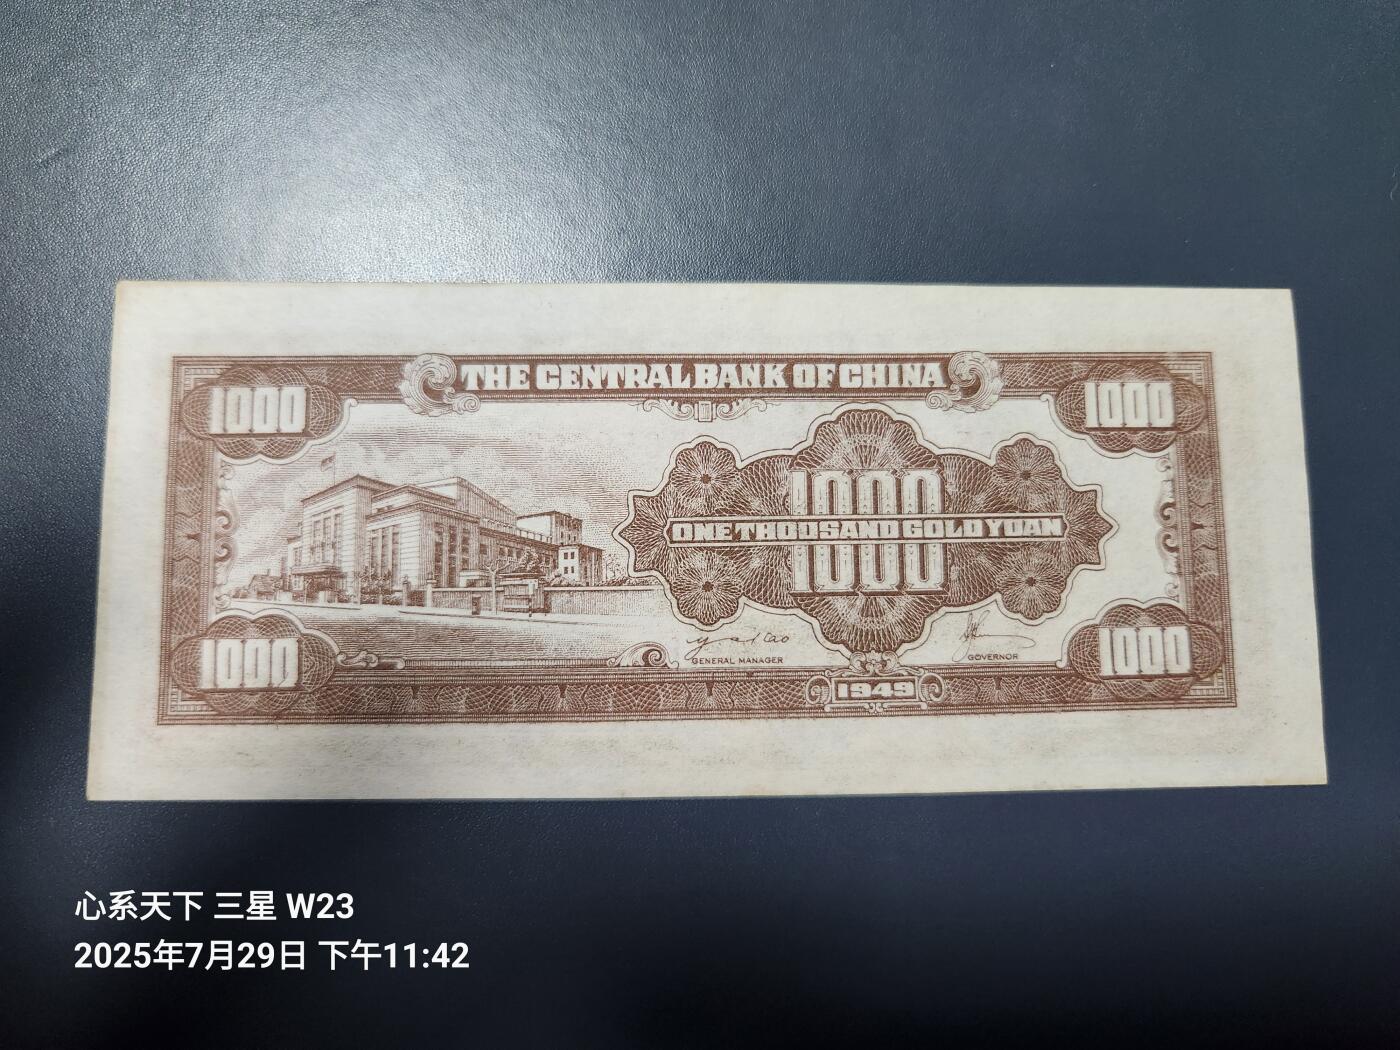 THE CENTRAL BANK OF CHINA
1000 1000
1000
ONE THOUSAND GOLD YUAN
1000
1000 1000
GENERAL MANAGER GOVERNOR
1949
心系天下 三星 W23
2025年7月29日 下午11:42